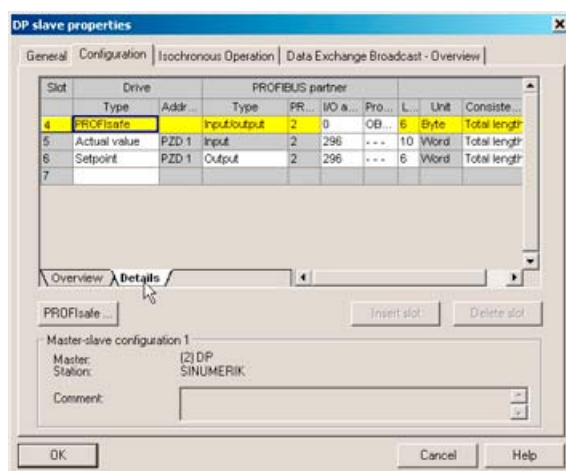 DP slave properties
General Configuration Isochronous Operation Data Exchange Broadcast - Overview
Slot Drive PROFIBUS partner
Type Addr... Type PR... I/O a... Pro... L... Unit Consiste...
4 PROFIsafe Input/output 2 0 OB... 6 Byte Total length
5 Actual value PZD 1 Input 2 296 - - - 10 Word Total length
6 Setpoint PZD 1 Output 2 296 - - - 6 Word Total length
7
Overview Details
PROFIsafe ... Insert slot Delete slot
Master-slave configuration 1
Master: (2) DP
Station: SINUMERIK
Comment:
OK Cancel Help